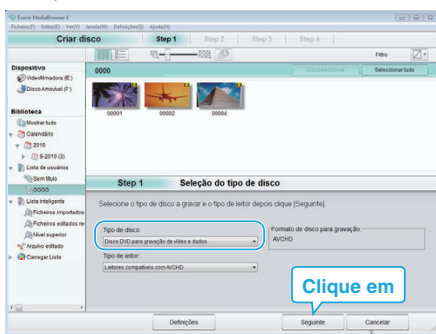 Everio MediaBrowser 4
Ficheiro(F) Editar(E) Ver(V) Janela(W) Definições(S) Ajuda(H)
Criar disco Step 1 Step 2 Step 3 Step 4
Filtro
Dispositivo
Videofilmadora (E:)
Disco Amovível (F:)
0000
Seleccionar tudo
00001 00002 00004
Biblioteca
Mostrar tudo
Calendário
2010
9-2010 (3)
Lista de usuários
Sem título
0000
Lista inteligente
Ficheiros importados
Ficheiros editados re
Nível superior
Arquivo editado
Carregar Lista
Step 1 Seleção do tipo de disco
Selecione o tipo de disco a gravar e o tipo de leitor depois clique [Seguinte].
Tipo de disco:
Disco DVD para gravação de vídeo e dados
Formato de disco para gravação:
AVCHD
Tipo de leitor:
Leitores compatíveis com AVCHD
Clique em
Definições Seguinte Cancelar